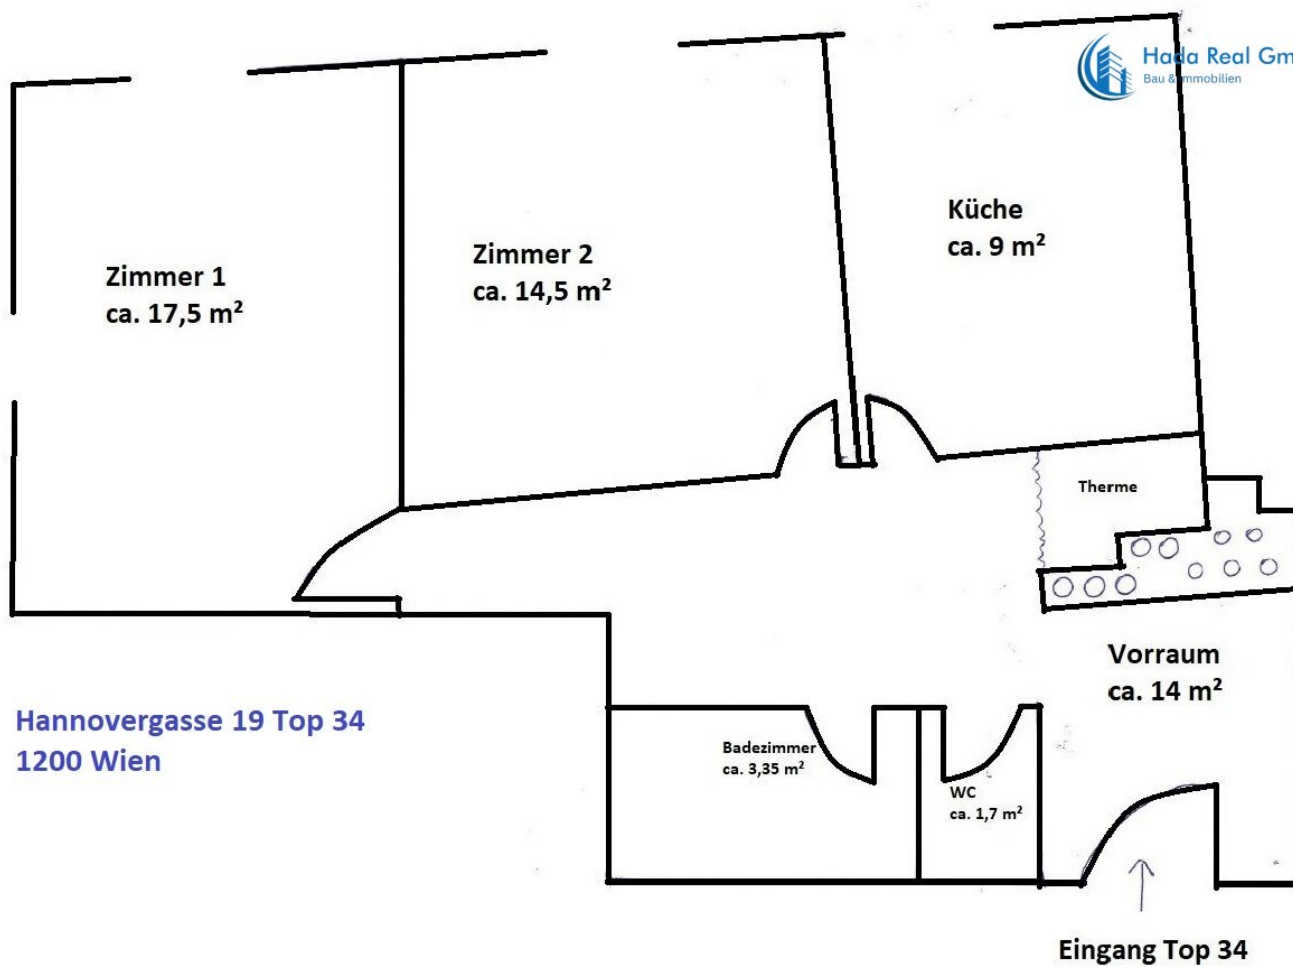 Hada Real Gm
Bau & Immobilien
Küche
ca. 9 m²
Zimmer 2
ca. 14,5 m²
Zimmer 1
ca. 17,5 m²
Therme
Vorraum
ca. 14 m²
Hannovergasse 19 Top 34
1200 Wien
Badezimmer
ca. 3,35 m²
WC
ca. 1,7 m²
Eingang Top 34